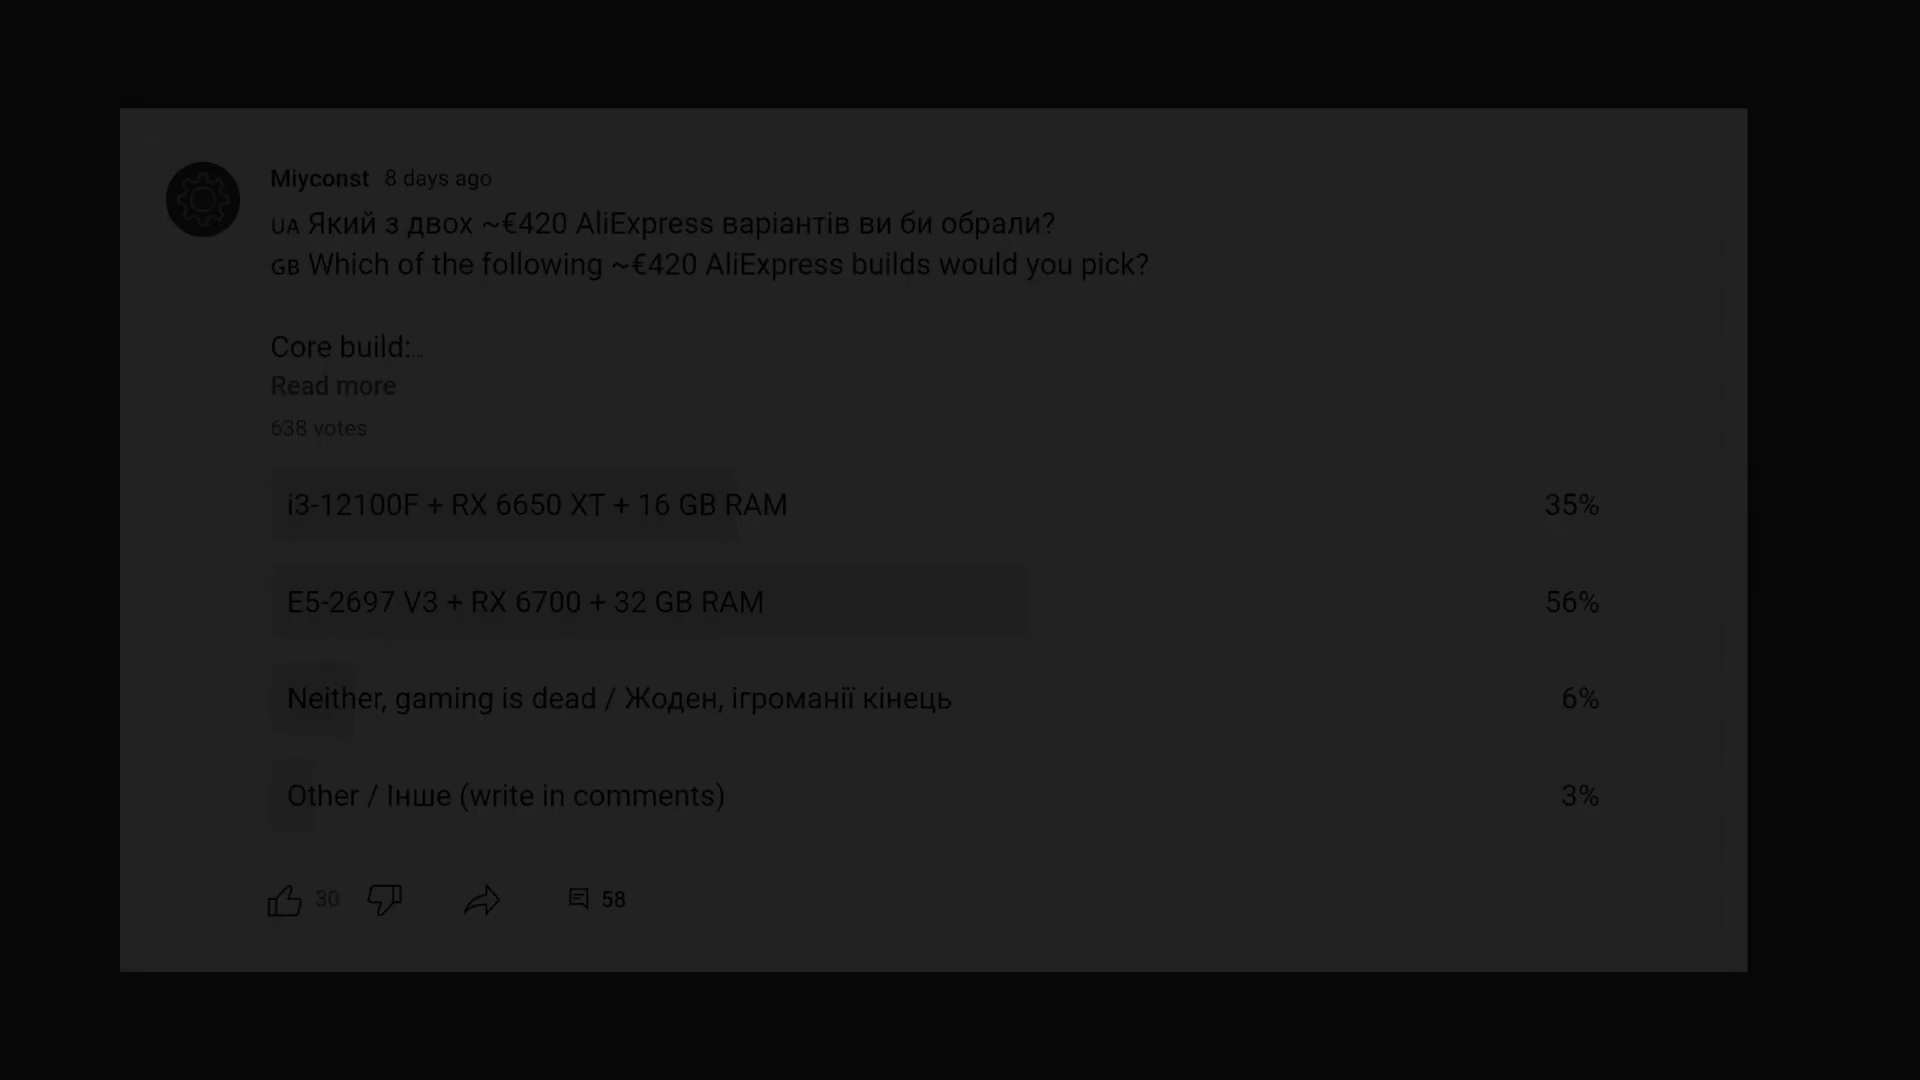 Miyconst 8 days ago
UA Який з двох ~€420 AliExpress варіантів ви би обрали?
GB Which of the following ~€420 AliExpress builds would you pick?
Core build:...
Read more
638 votes
i3-12100F + RX 6650 XT + 16 GB RAM 35%
E5-2697 V3 + RX 6700 + 32 GB RAM 56%
Neither, gaming is dead / Жоден, ігроманії кінець 6%
Other / Інше (write in comments) 3%
30 58